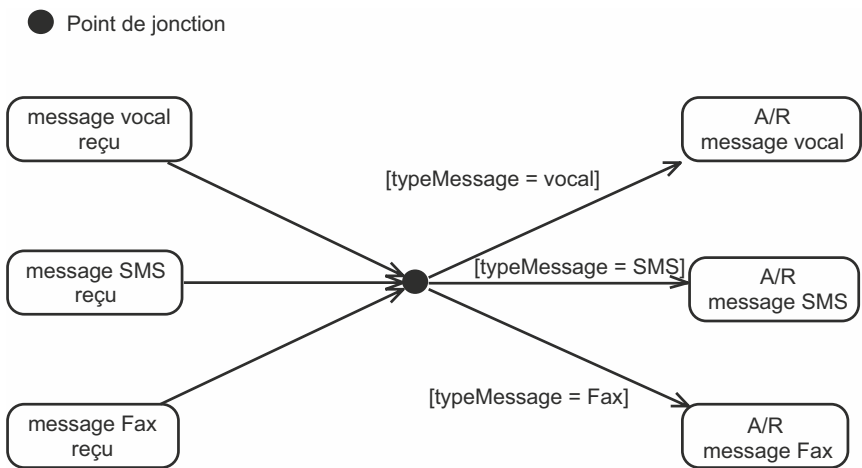 Point de jonction
message vocal
reçu
A/R
message vocal
[typeMessage = vocal]
message SMS
reçu
[typeMessage = SMS]
A/R
message SMS
message Fax
reçu
[typeMessage = Fax]
A/R
message Fax